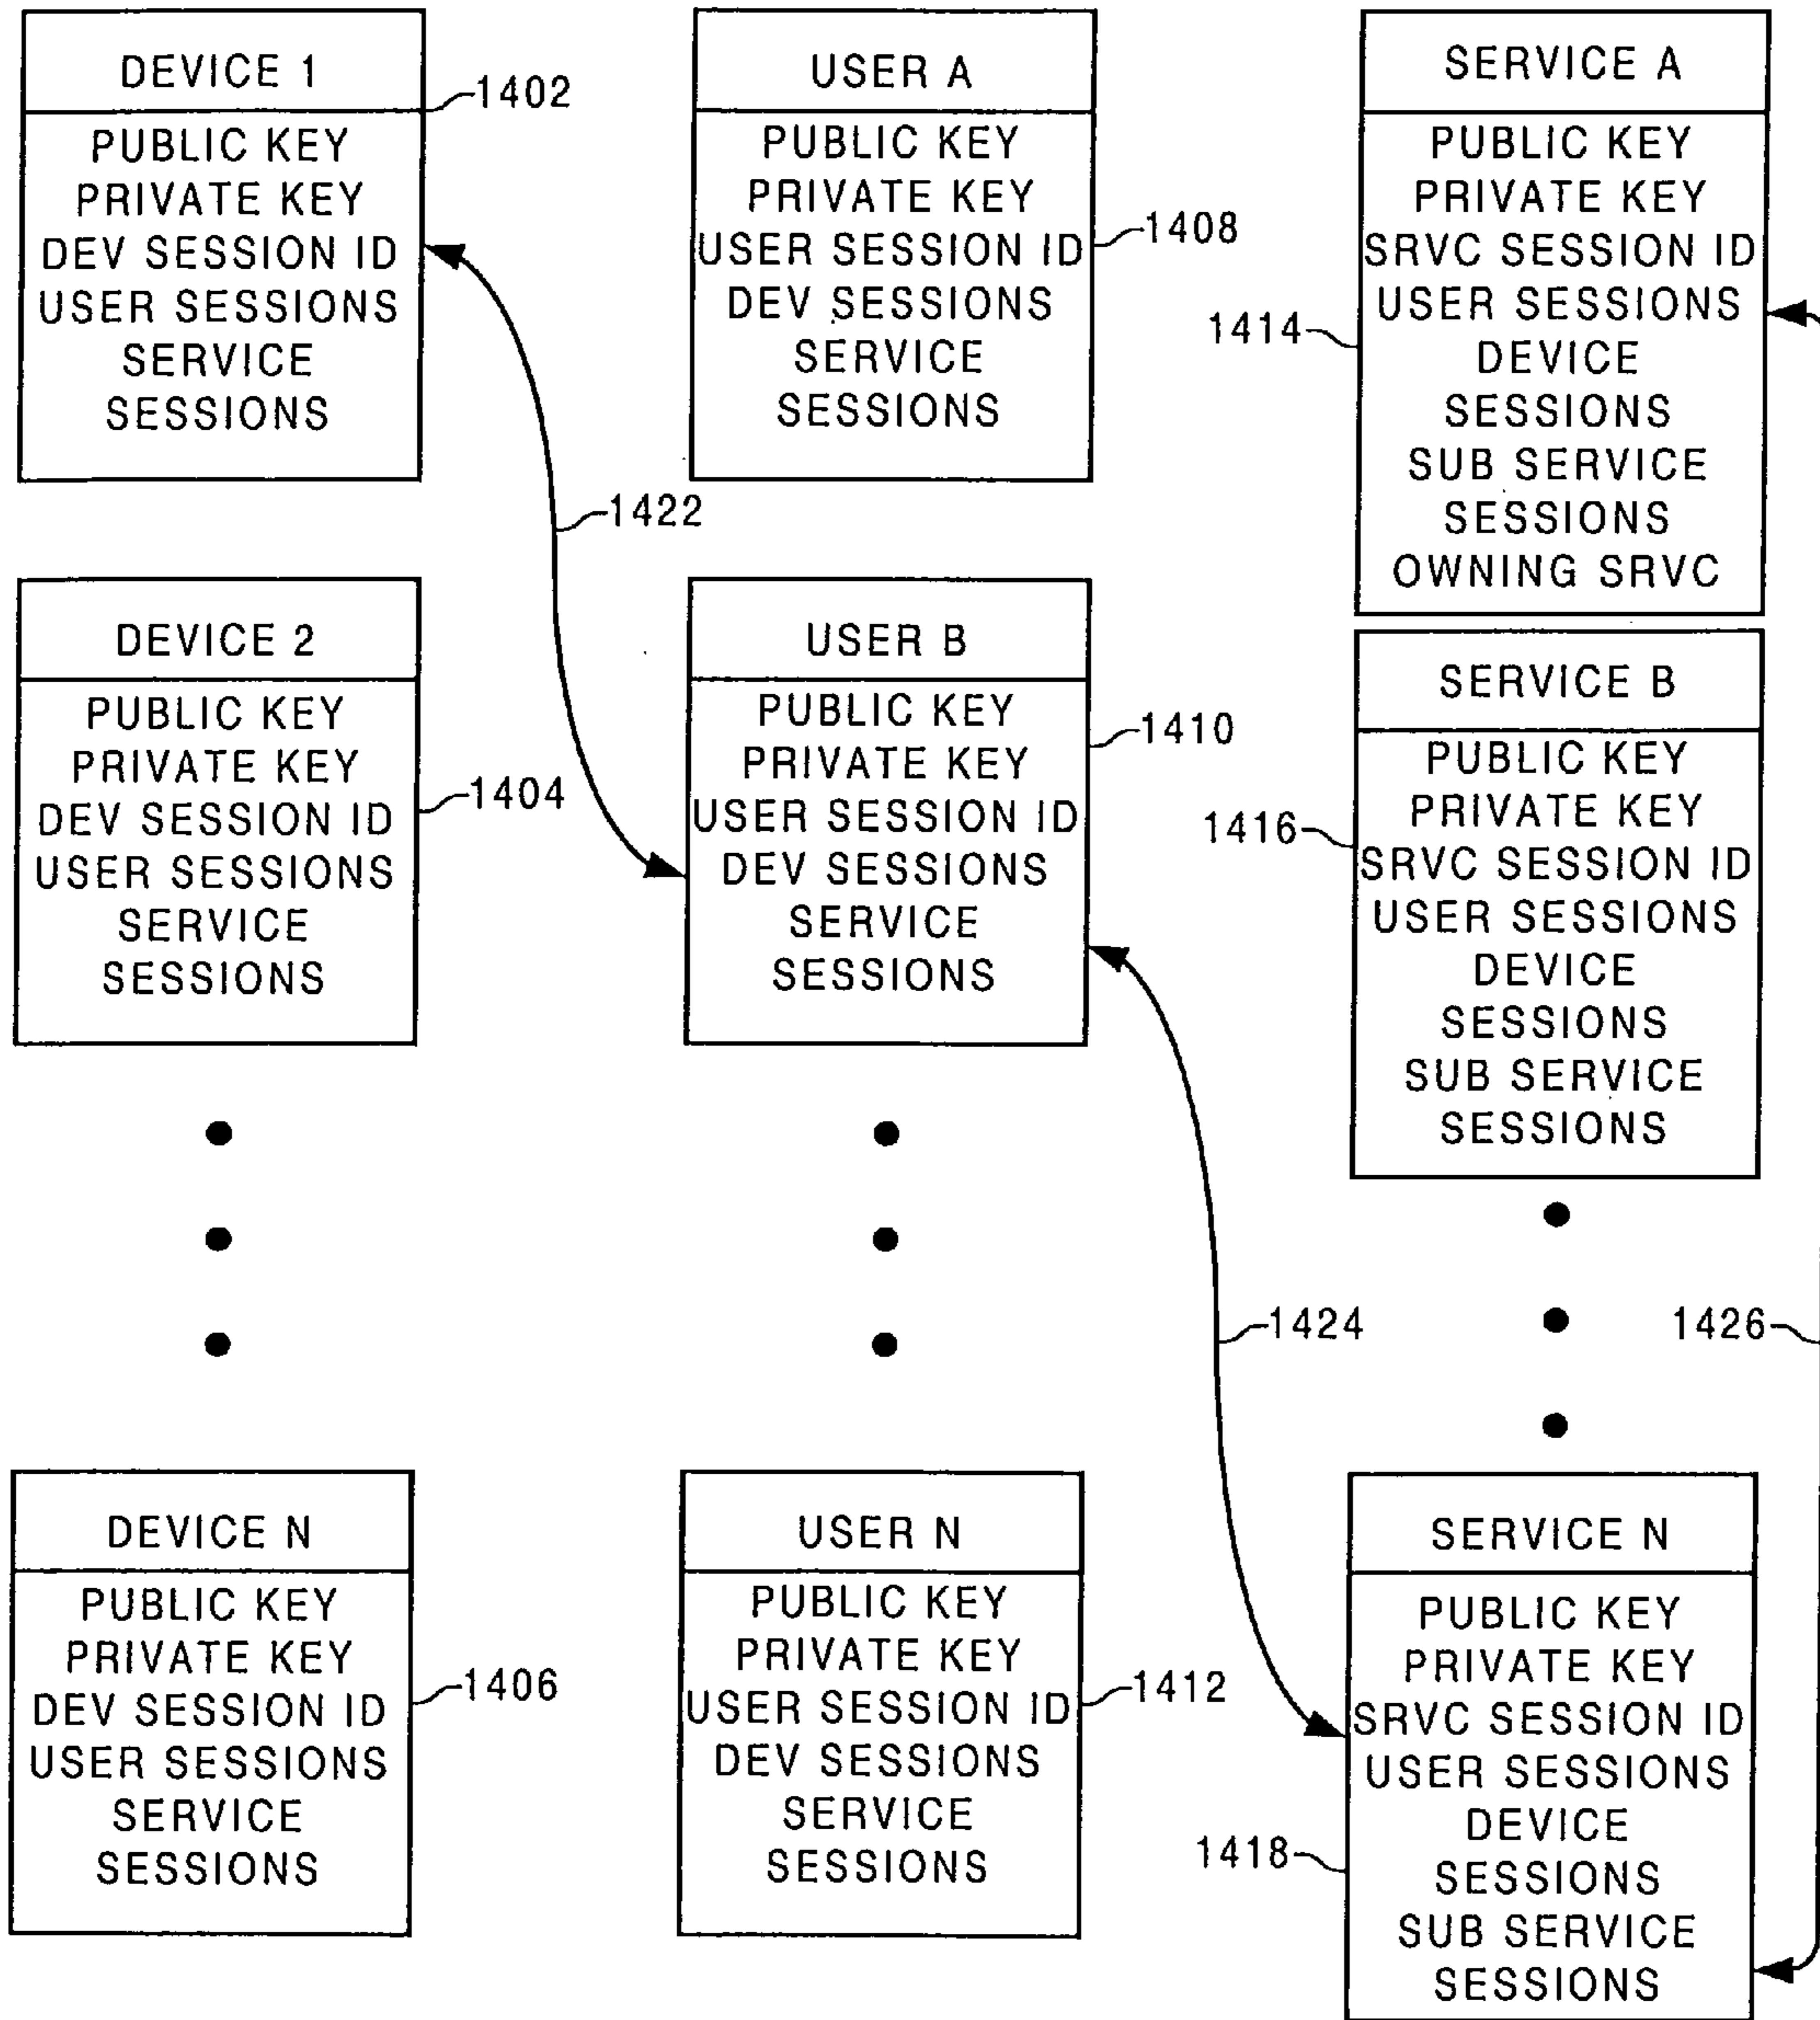 DEVICE 1
1402
PUBLIC KEY
PRIVATE KEY
DEV SESSION ID
USER SESSIONS
SERVICE
SESSIONS
USER A
PUBLIC KEY
PRIVATE KEY
USER SESSION ID
1408
DEV SESSIONS
SERVICE
SESSIONS
SERVICE A
PUBLIC KEY
PRIVATE KEY
SRVC SESSION ID
USER SESSIONS
1414
DEVICE
SESSIONS
SUB SERVICE
SESSIONS
OWNING SRVC
1422
DEVICE 2
PUBLIC KEY
PRIVATE KEY
1404
DEV SESSION ID
USER SESSIONS
SERVICE
SESSIONS
USER B
PUBLIC KEY
1410
PRIVATE KEY
USER SESSION ID
DEV SESSIONS
SERVICE
SESSIONS
SERVICE B
PUBLIC KEY
PRIVATE KEY
1416
SRVC SESSION ID
USER SESSIONS
DEVICE
SESSIONS
SUB SERVICE
SESSIONS
1424
1426
DEVICE N
PUBLIC KEY
PRIVATE KEY
1406
DEV SESSION ID
USER SESSIONS
SERVICE
SESSIONS
USER N
PUBLIC KEY
PRIVATE KEY
1412
USER SESSION ID
DEV SESSIONS
SERVICE
SESSIONS
SERVICE N
PUBLIC KEY
PRIVATE KEY
SRVC SESSION ID
USER SESSIONS
DEVICE
1418
SESSIONS
SUB SERVICE
SESSIONS